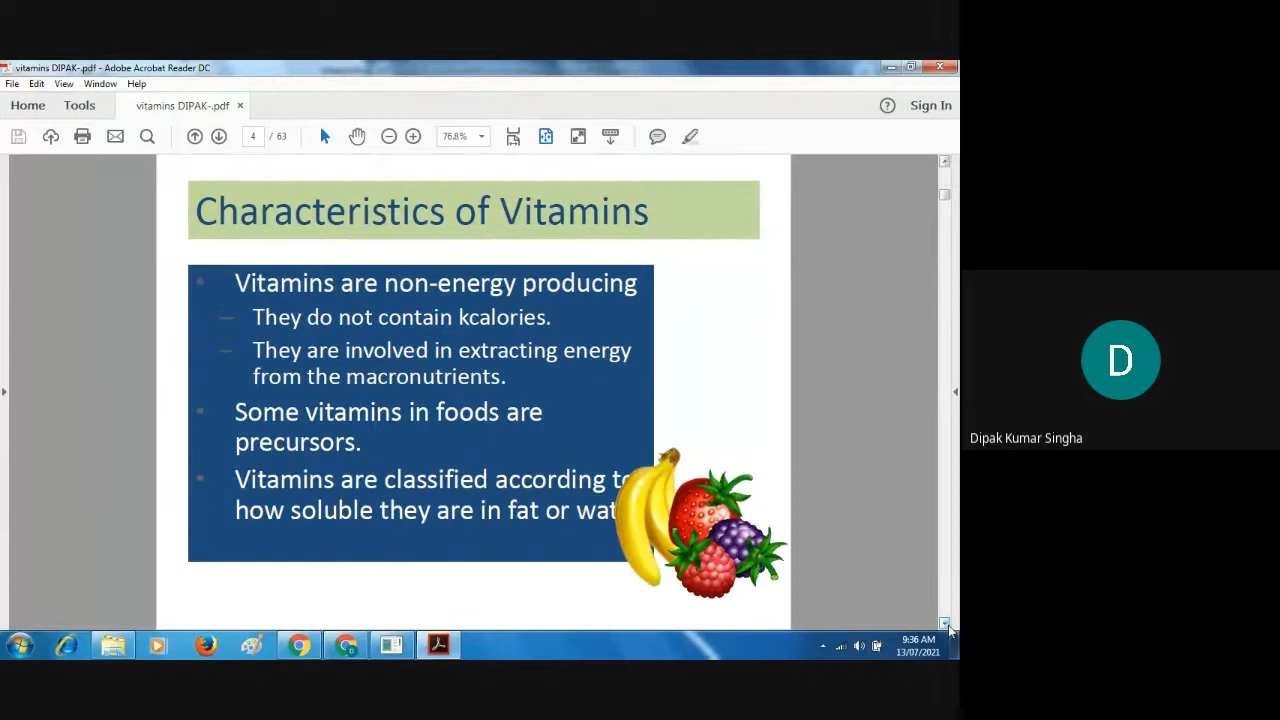 vitamins DIPAK-.pdf - Adobe Acrobat Reader DC
File Edit View Window Help
Home Tools vitamins DIPAK-.pdf × ? Sign In
4 / 63 76.8%
Characteristics of Vitamins
• Vitamins are non-energy producing
– They do not contain kcalories.
– They are involved in extracting energy
from the macronutrients.
• Some vitamins in foods are
precursors.
• Vitamins are classified according
how soluble they are in fat or
D
Dipak Kumar Singha
9:36 AM
13/07/2021